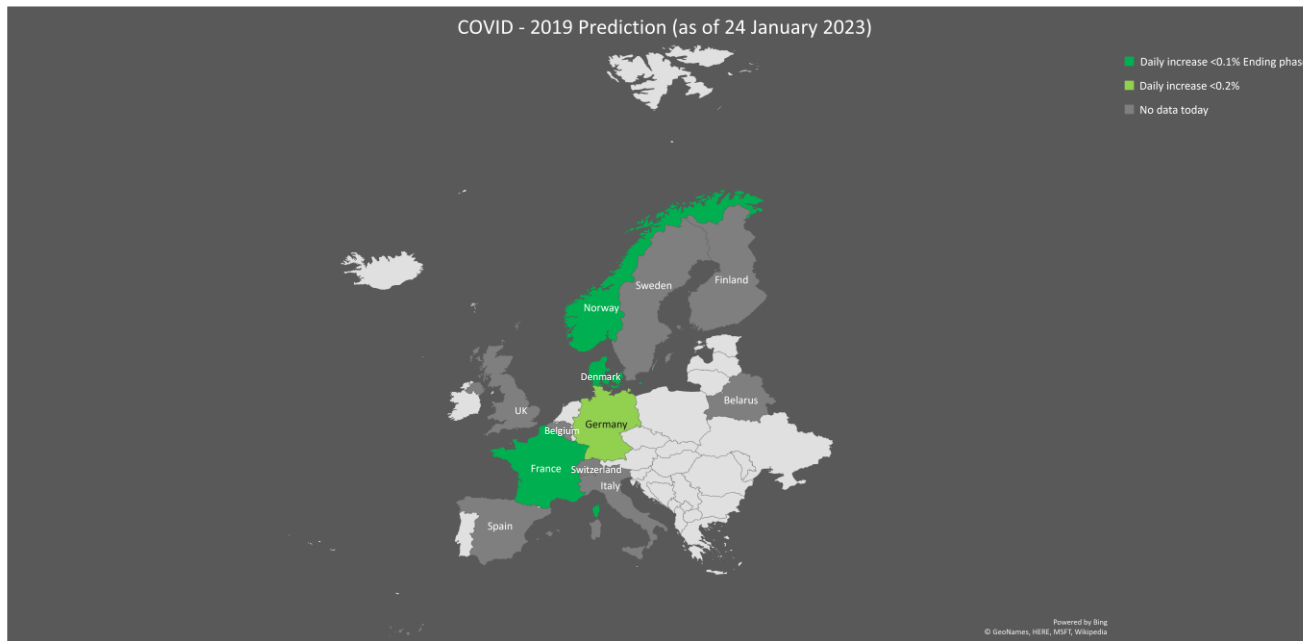 COVID - 2019 Prediction (as of 24 January 2023)
Daily increase <0.1% Ending phase
Daily increase <0.2%
No data today
Finland
Sweden
Norway
Denmark
Belarus
UK
Germany
Belgium
France
Switzerland
Italy
Spain
Powered by Bing
© GeoNames, HERE, MSFT, Wikipedia